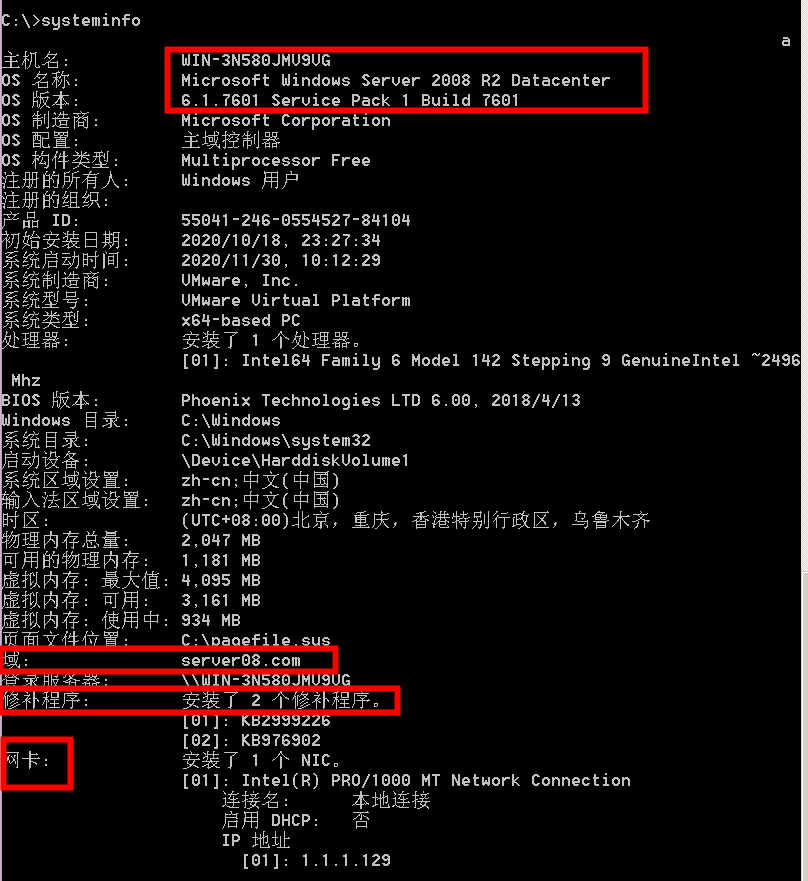 C:\>systeminfo
a
主机名: WIN-3N580JMV9VG
OS 名称: Microsoft Windows Server 2008 R2 Datacenter
OS 版本: 6.1.7601 Service Pack 1 Build 7601
OS 制造商: Microsoft Corporation
OS 配置: 主域控制器
OS 构件类型: Multiprocessor Free
注册的所有人: Windows 用户
注册的组织:
产品 ID: 55041-246-0554527-84104
初始安装日期: 2020/10/18, 23:27:34
系统启动时间: 2020/11/30, 10:12:29
系统制造商: VMware, Inc.
系统型号: VMware Virtual Platform
系统类型: x64-based PC
处理器: 安装了 1 个处理器。
[01]: Intel64 Family 6 Model 142 Stepping 9 GenuineIntel ~2496
Mhz
BIOS 版本: Phoenix Technologies LTD 6.00, 2018/4/13
Windows 目录: C:\Windows
系统目录: C:\Windows\system32
启动设备: \Device\HarddiskVolume1
系统区域设置: zh-cn;中文(中国)
输入法区域设置: zh-cn;中文(中国)
时区: (UTC+08:00)北京，重庆，香港特别行政区，乌鲁木齐
物理内存总量: 2,047 MB
可用的物理内存: 1,181 MB
虚拟内存: 最大值: 4,095 MB
虚拟内存: 可用: 3,161 MB
虚拟内存: 使用中: 934 MB
页面文件位置: C:\pagefile.sys
域: server08.com
登录服务器: \\WIN-3N580JMV9VG
修补程序: 安装了 2 个修补程序。
[01]: KB2999226
[02]: KB976902
网卡: 安装了 1 个 NIC。
[01]: Intel(R) PRO/1000 MT Network Connection
连接名: 本地连接
启用 DHCP: 否
IP 地址
[01]: 1.1.1.129